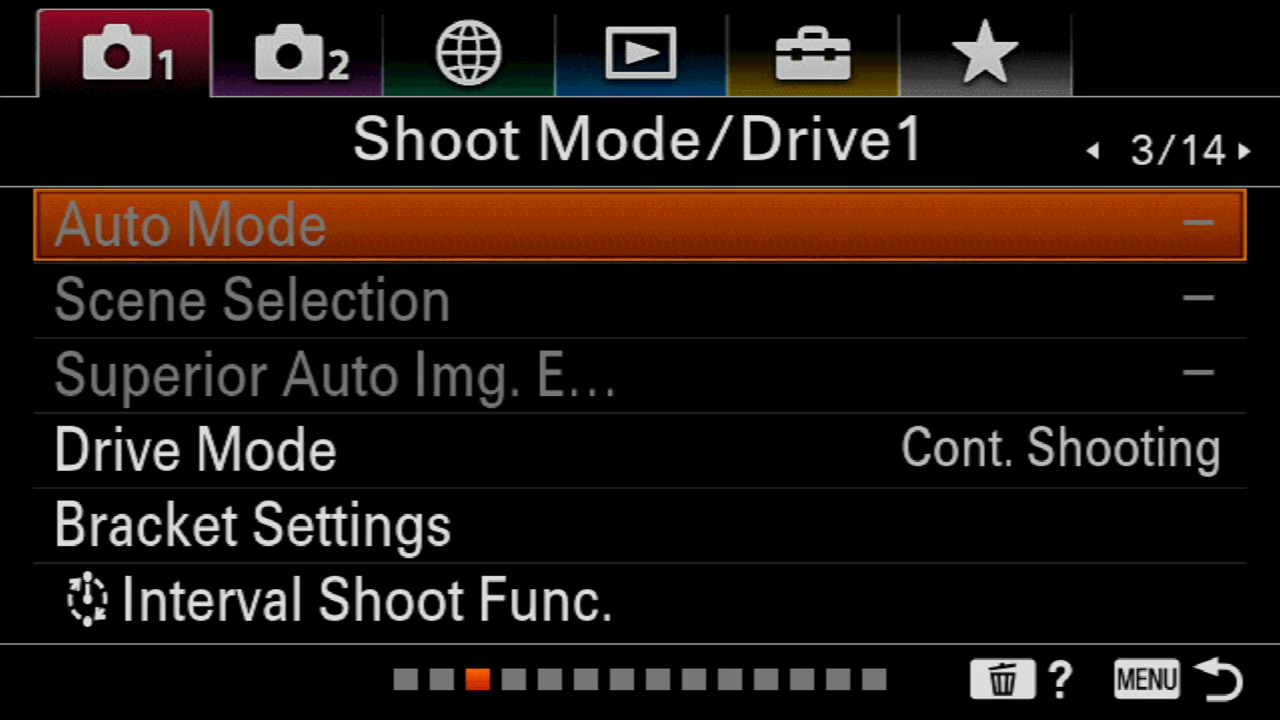 1
2
Shoot Mode/Drive1
3/14
Auto Mode –
Scene Selection –
Superior Auto Img. E... –
Drive Mode Cont. Shooting
Bracket Settings
Interval Shoot Func.
? MENU